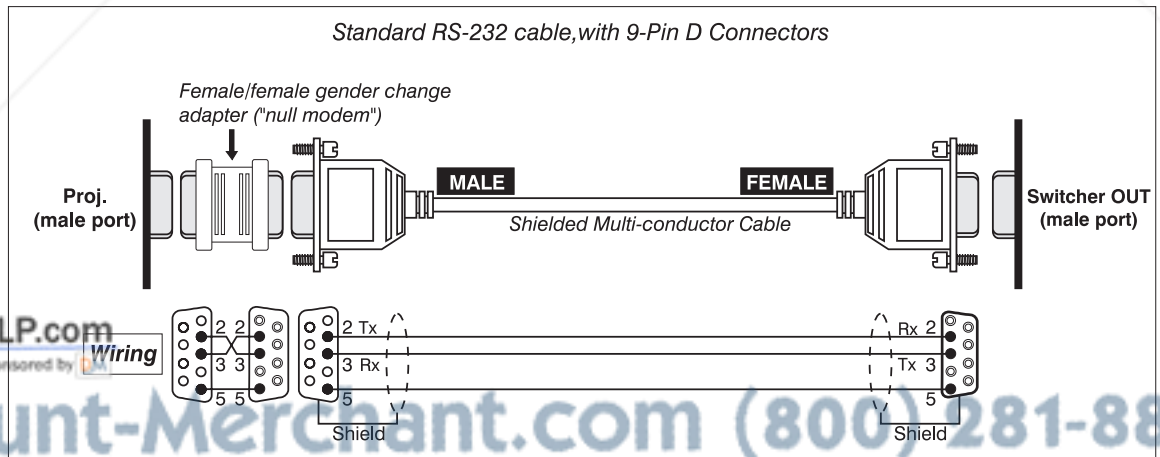 Standard RS-232 cable,with 9-Pin D Connectors
Female/female gender change
adapter ("null modem")
Proj.
(male port)
MALE
FEMALE
Shielded Multi-conductor Cable
Switcher OUT
(male port)
Wiring
2 2
3 3
5 5
2 Tx
3 Rx
5
Shield
Rx 2
Tx 3
5
Shield
LP.com
nsored by
unt-Merchant.com (800) 281-88